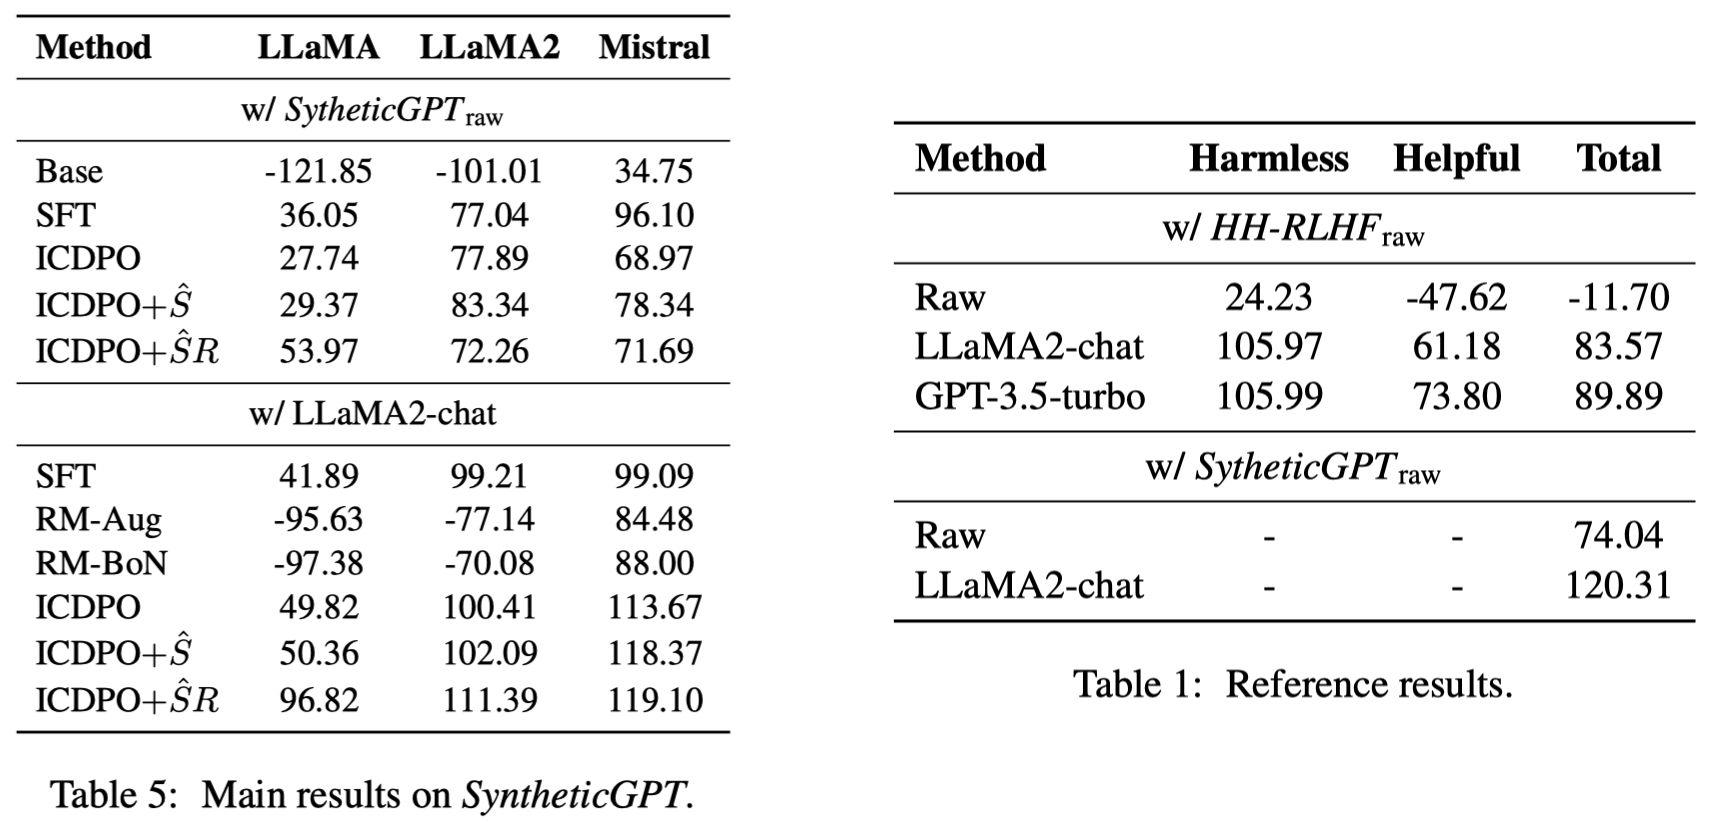 Method LLaMA LLaMA2 Mistral
w/ SytheticGPT raw
Base -121.85 -101.01 34.75
SFT 36.05 77.04 96.10
ICDPO 27.74 77.89 68.97
ICDPO+Ŝ 29.37 83.34 78.34
ICDPO+ŜR 53.97 72.26 71.69
w/ LLaMA2-chat
SFT 41.89 99.21 99.09
RM-Aug -95.63 -77.14 84.48
RM-BoN -97.38 -70.08 88.00
ICDPO 49.82 100.41 113.67
ICDPO+Ŝ 50.36 102.09 118.37
ICDPO+ŜR 96.82 111.39 119.10
Table 5: Main results on SyntheticGPT.
Method Harmless Helpful Total
w/ HH-RLHF raw
Raw 24.23 -47.62 -11.70
LLaMA2-chat 105.97 61.18 83.57
GPT-3.5-turbo 105.99 73.80 89.89
w/ SytheticGPT raw
Raw - - 74.04
LLaMA2-chat - - 120.31
Table 1: Reference results.